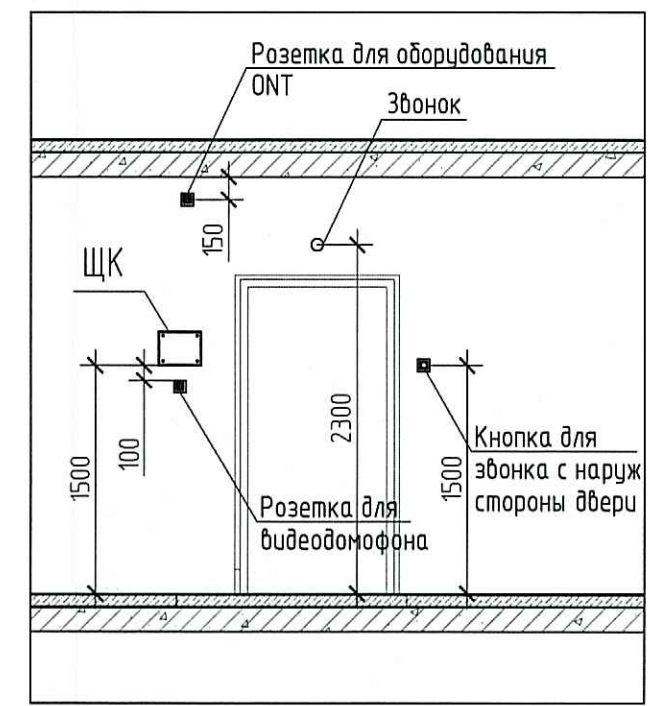 Розетка для оборудования
ONT
Звонок
150
ЩК
1500
100
2300
1500
Кнопка для
звонка с наруж
стороны двери
Розетка для
видеодомофона